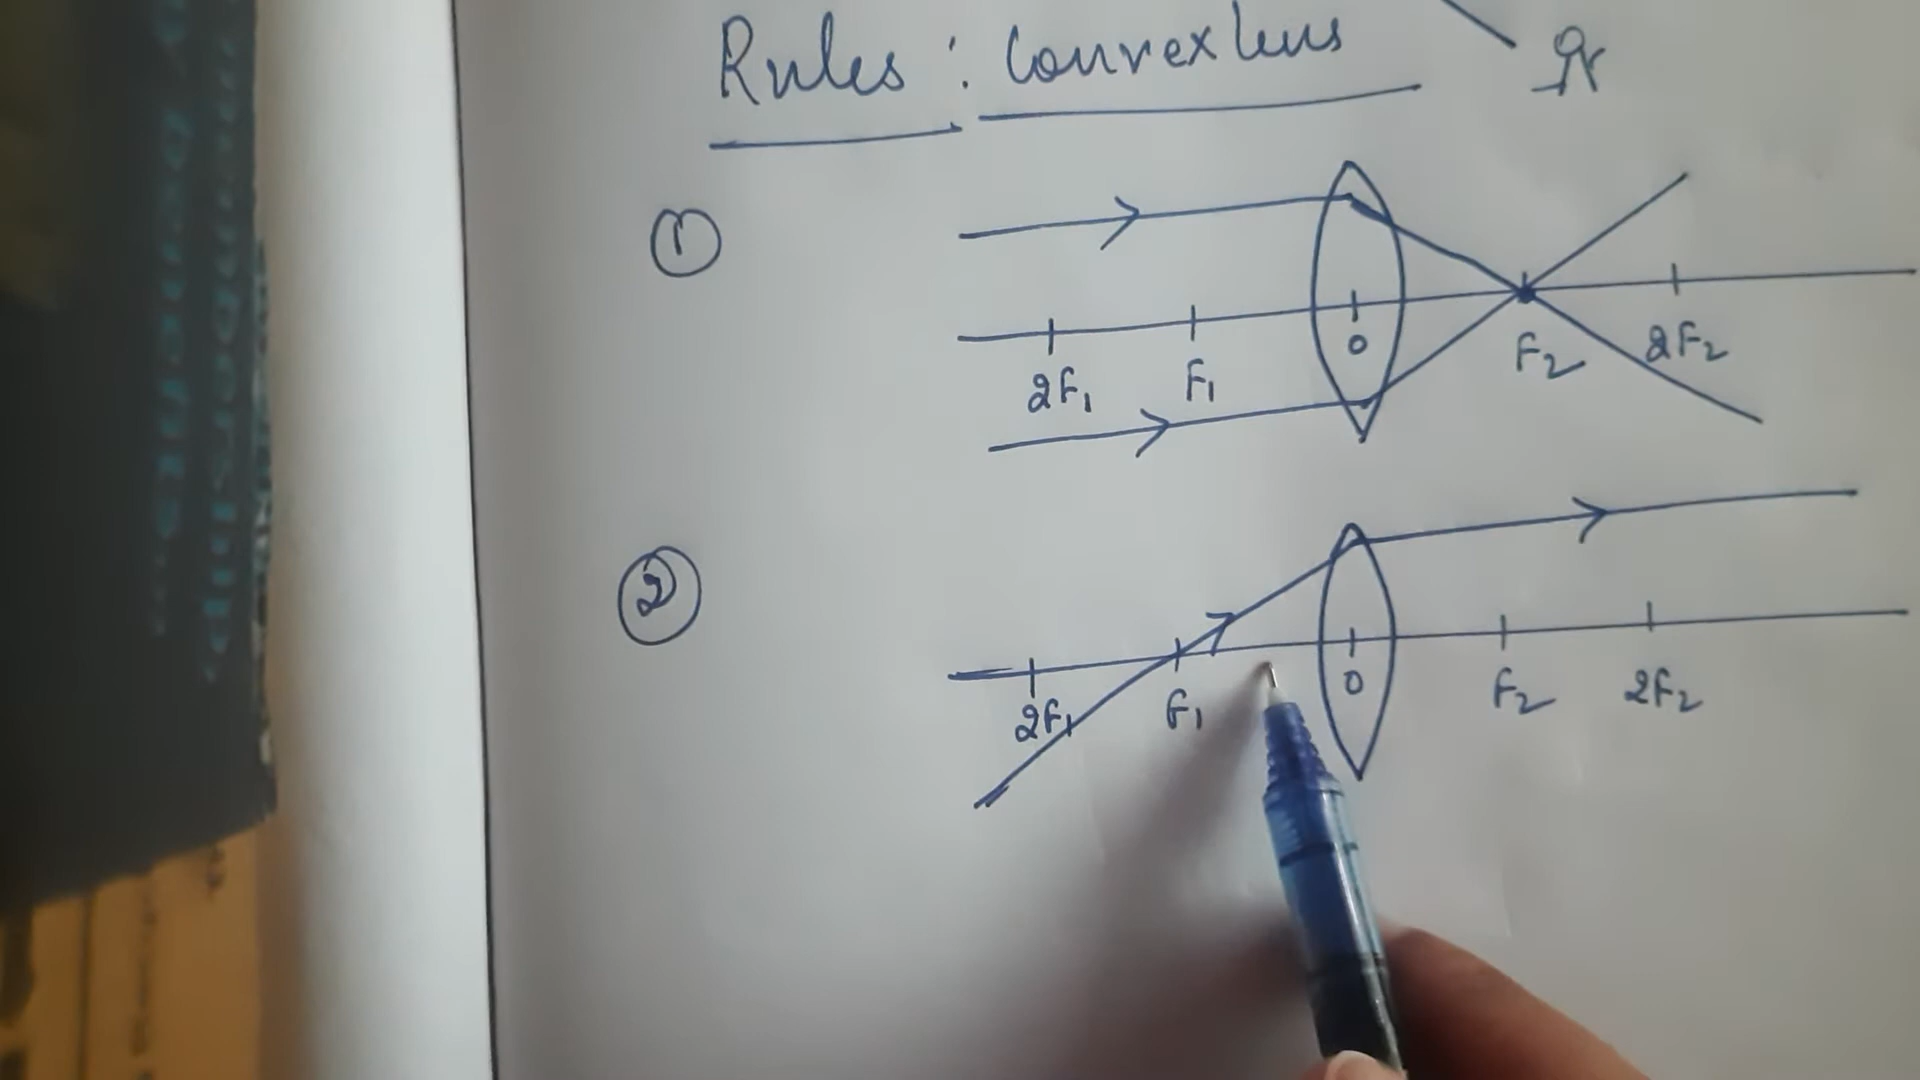 Rules : Convex lens
①
2F₁ F₁ O F₂ 2F₂
②
2F₁ F₁ O F₂ 2F₂